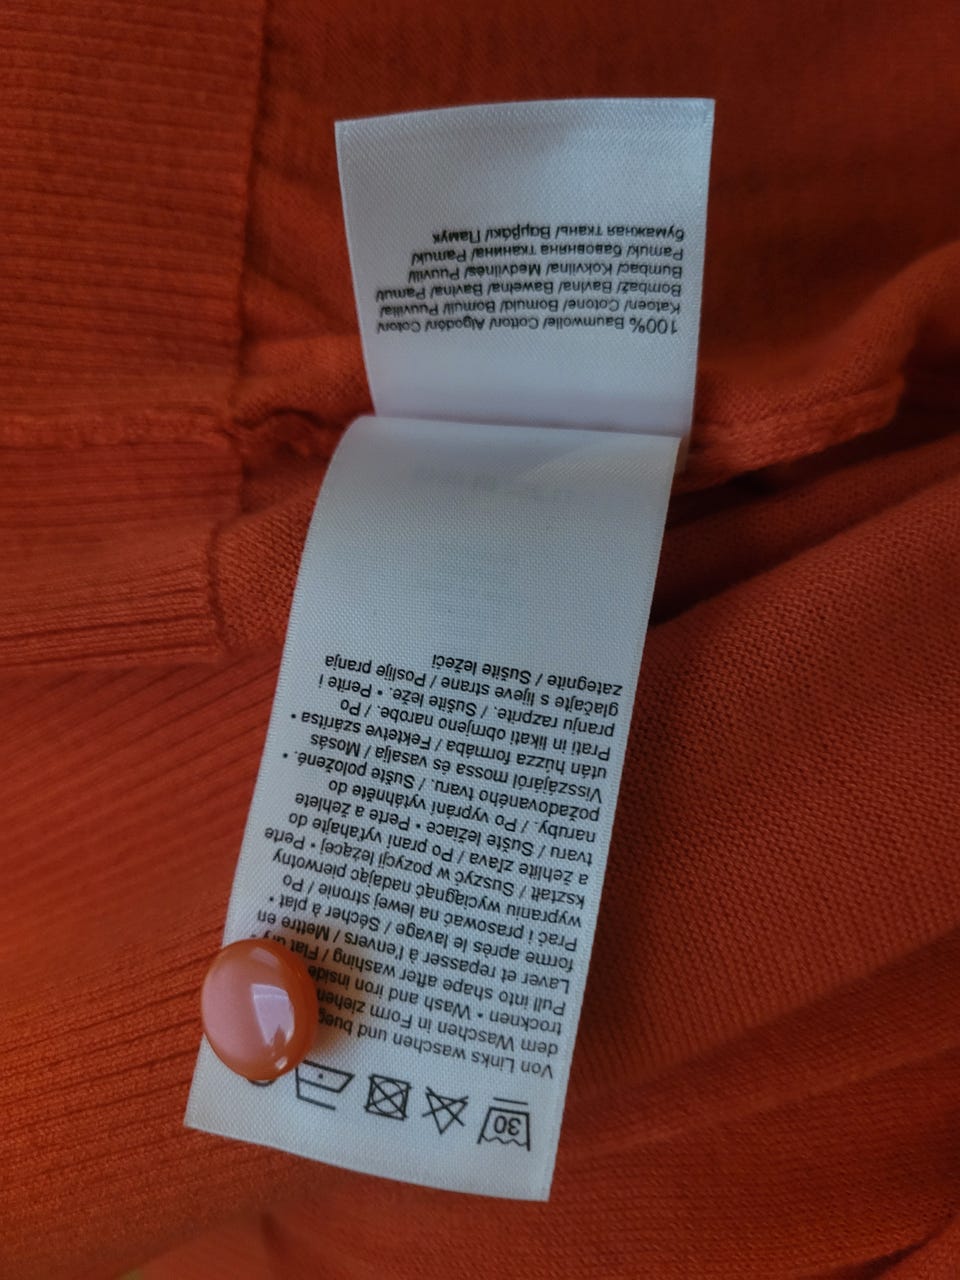 30
Von Links waschen und
dem Waschen in Form ziehen
trocknen • Wash and iron inside
Pull into shape after washing / Flat dry •
Laver et repasser à l'envers / Mettre en
forme après le lavage / Sécher à plat •
Prać i prasować na lewej stronie / Po
wypraniu wyciągnąć nadając pierwotny
kształt / Suszyc w pozycji leżącej • Perte
a žehlite zľava / Po praní vyťahajte do
tvaru / Sušte ležiace • Perte a žehlete
naruby. / Po vyprání vytáhněte do
požadovaného tvaru. / Sušte položené. •
Visszájáról mossa és vasalja / Mosás
után húzza formába / Fektetve szárítsa •
Prati in likati obrnjeno narobe. / Po
pranju razprite. / Sušite leže. • Perite i
glačajte s lijeve strane / Poslije pranja
zategnite / Sušite ležeći
100% Baumwolle/ Cotton/ Algodón/ Coton/
Katoen/ Cotone/ Bomuld/ Bomull/ Puuvilla/
Bombaž/ Bavlna/ Bawełna/ Bavlna/ Pamut/
Bumbac/ Kokvilna/ Medvilnės/ Puuvill/
Pamuk/ бавовняна тканина/ Pamuk/
бумажная ткань/ Βαμβάκι/ Памук